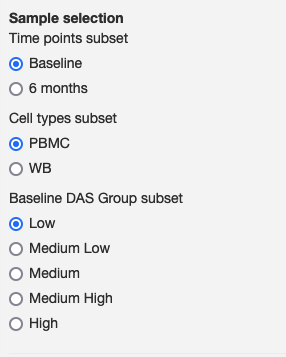 Sample selection
Time points subset
Baseline
6 months
Cell types subset
PBMC
WB
Baseline DAS Group subset
Low
Medium Low
Medium
Medium High
High